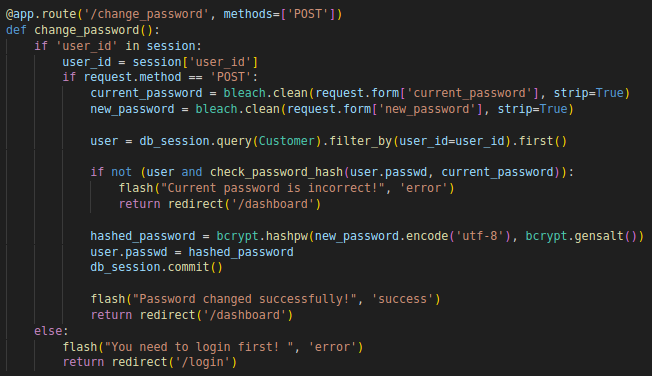 @app.route('/change_password', methods=['POST'])
def change_password():
    if 'user_id' in session:
        user_id = session['user_id']
        if request.method == 'POST':
            current_password = bleach.clean(request.form['current_password'], strip=True)
            new_password = bleach.clean(request.form['new_password'], strip=True)

            user = db_session.query(Customer).filter_by(user_id=user_id).first()

            if not (user and check_password_hash(user.passwd, current_password)):
                flash("Current password is incorrect!", 'error')
                return redirect('/dashboard')

            hashed_password = bcrypt.hashpw(new_password.encode('utf-8'), bcrypt.gensalt())
            user.passwd = hashed_password
            db_session.commit()

            flash("Password changed successfully!", 'success')
            return redirect('/dashboard')
    else:
        flash("You need to login first! ", 'error')
        return redirect('/login')